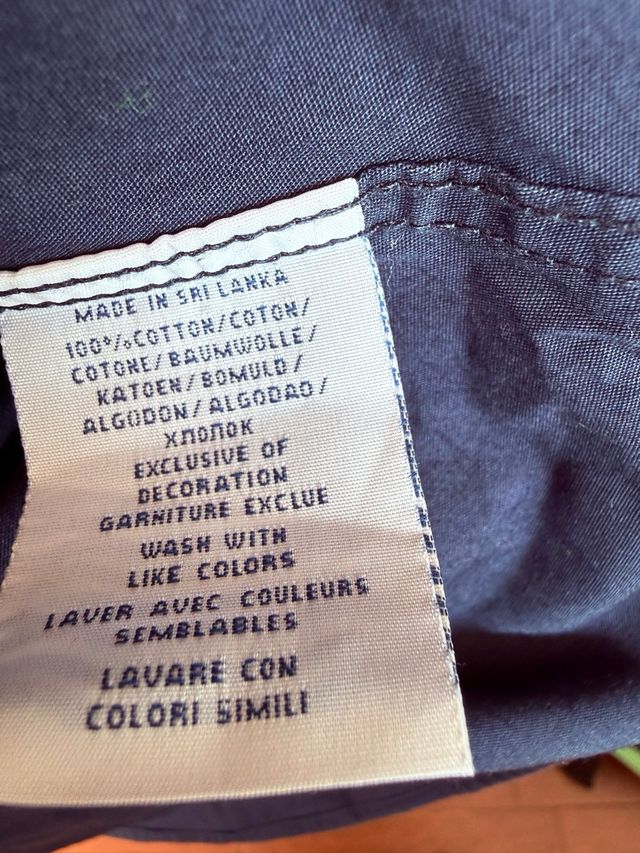 MADE IN SRI LANKA
100%COTTON/COTON/
COTONE/BAUMWOLLE/
KATOEN/BOMULD/
ALGODON/ALGODAO/
ХЛОПОК
EXCLUSIVE OF
DECORATION
GARNITURE EXCLUE
WASH WITH
LIKE COLORS
LAVER AVEC COULEURS
SEMBLABLES
LAVARE CON
COLORI SIMILI